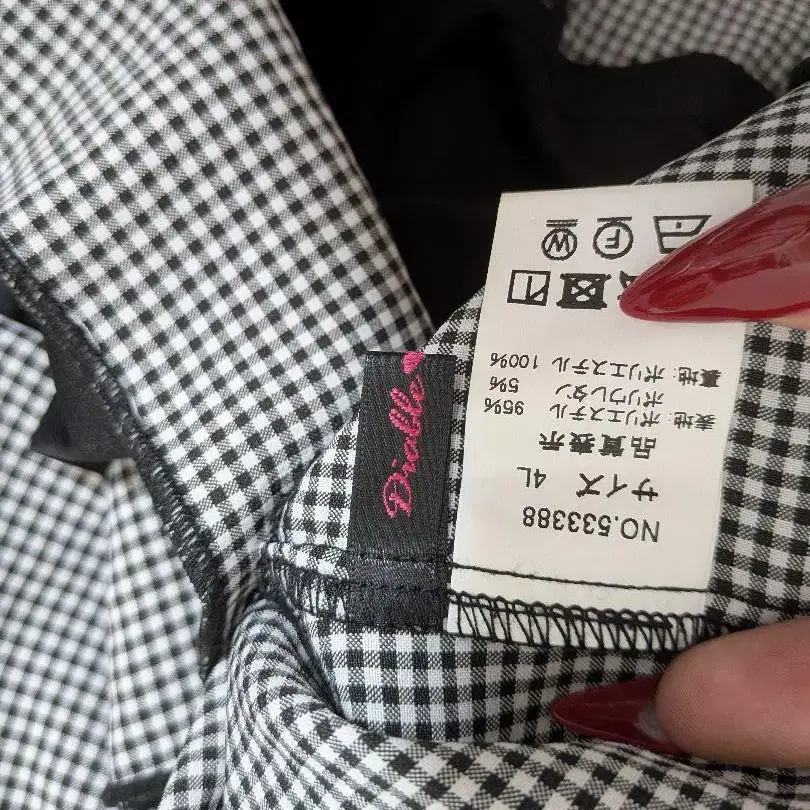 NO.533388
サイズ 4L
品質表示
表地: ポリエステル 95%
ポリウレタン 5%
裏地: ポリエステル 100%
F W
Diable